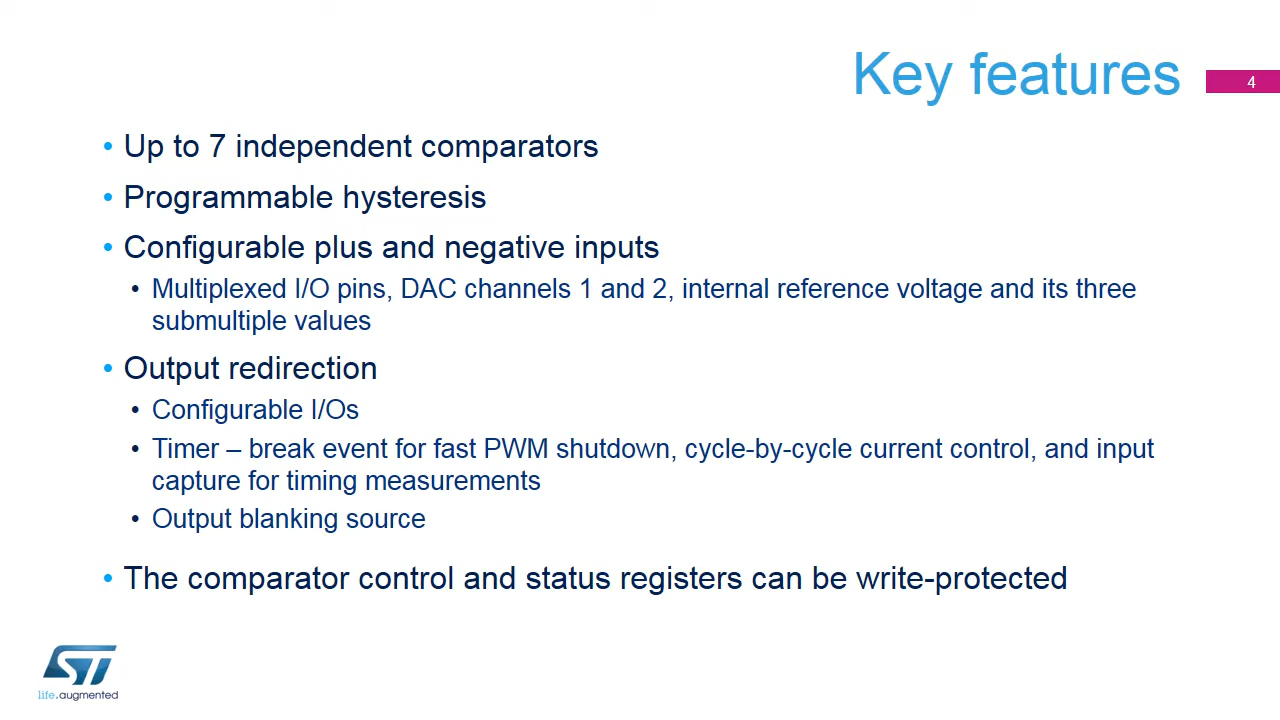 Key features
4
• Up to 7 independent comparators
• Programmable hysteresis
• Configurable plus and negative inputs
• Multiplexed I/O pins, DAC channels 1 and 2, internal reference voltage and its three
submultiple values
• Output redirection
• Configurable I/Os
• Timer – break event for fast PWM shutdown, cycle-by-cycle current control, and input
capture for timing measurements
• Output blanking source
• The comparator control and status registers can be write-protected
ST
life.augmented